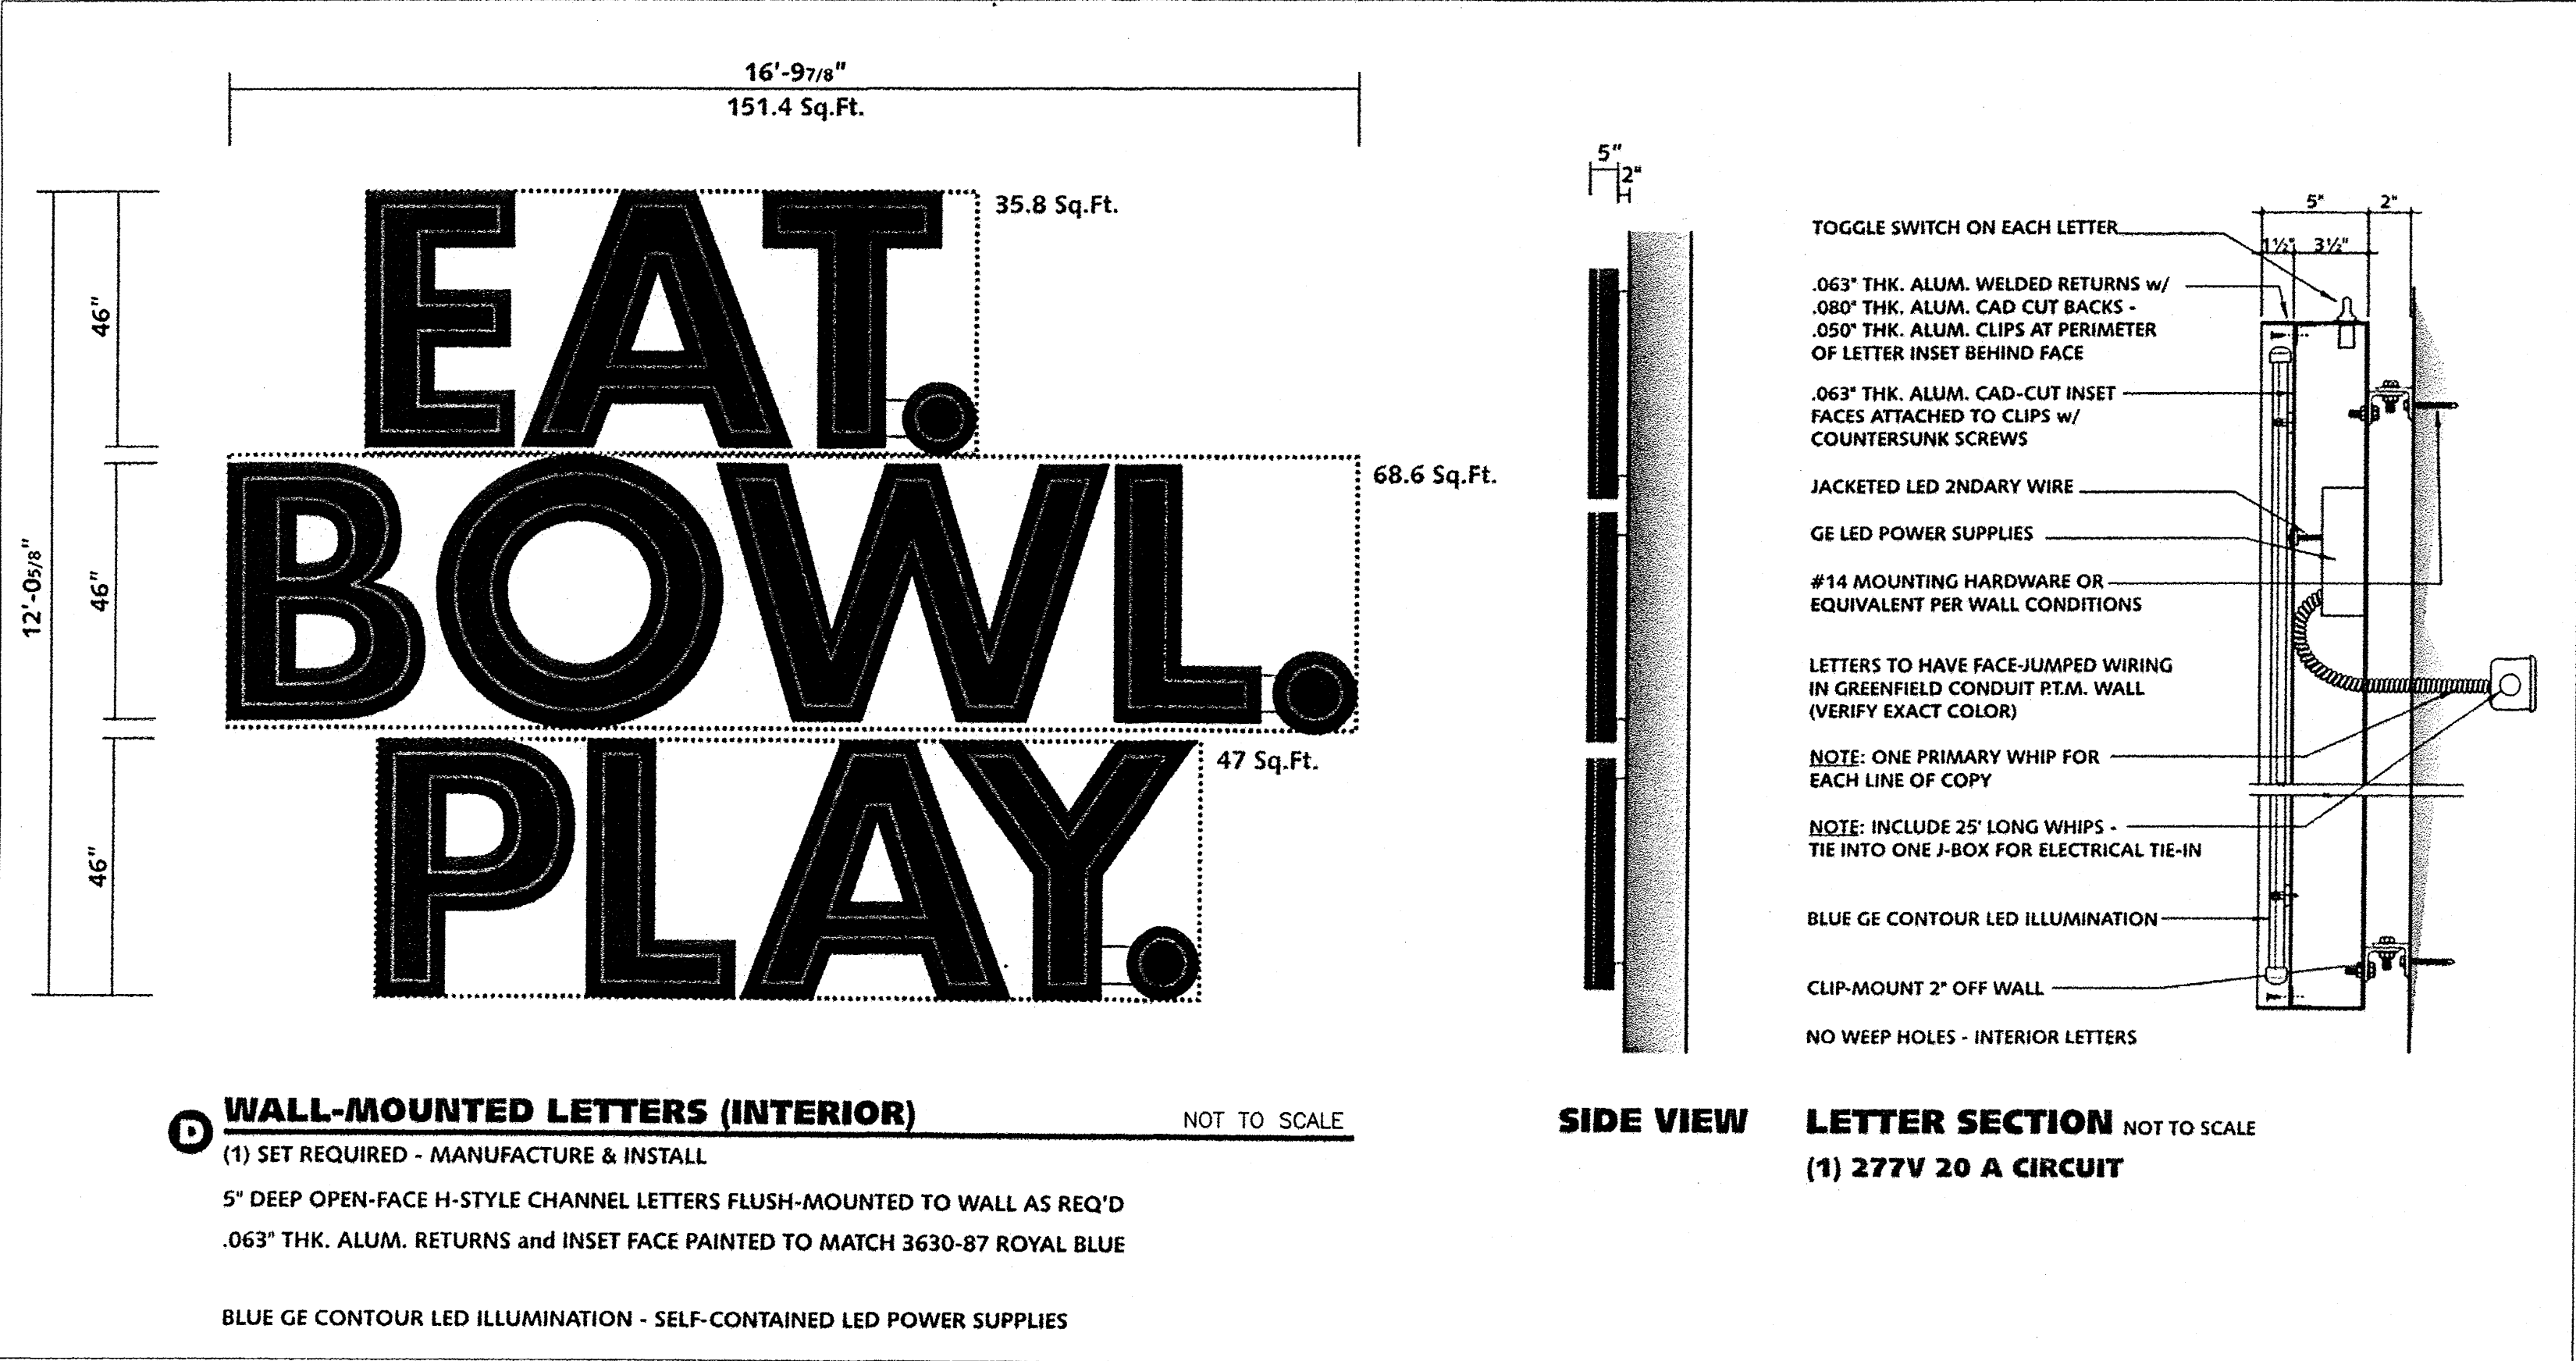 16'-97/8"
151.4 Sq.Ft.
12'-05/8"
46"
46"
46"
EAT.
35.8 Sq.Ft.
BOWL.
68.6 Sq.Ft.
PLAY.
47 Sq.Ft.
5"
2"
5"
2"
1½"
3½"
TOGGLE SWITCH ON EACH LETTER
.063" THK. ALUM. WELDED RETURNS w/
.080" THK. ALUM. CAD CUT BACKS -
.050" THK. ALUM. CLIPS AT PERIMETER
OF LETTER INSET BEHIND FACE
.063" THK. ALUM. CAD-CUT INSET
FACES ATTACHED TO CLIPS w/
COUNTERSUNK SCREWS
JACKETED LED 2NDARY WIRE
GE LED POWER SUPPLIES
#14 MOUNTING HARDWARE OR
EQUIVALENT PER WALL CONDITIONS
LETTERS TO HAVE FACE-JUMPED WIRING
IN GREENFIELD CONDUIT P.T.M. WALL
(VERIFY EXACT COLOR)
NOTE: ONE PRIMARY WHIP FOR
EACH LINE OF COPY
NOTE: INCLUDE 25' LONG WHIPS -
TIE INTO ONE J-BOX FOR ELECTRICAL TIE-IN
BLUE GE CONTOUR LED ILLUMINATION
CLIP-MOUNT 2" OFF WALL
NO WEEP HOLES - INTERIOR LETTERS
D
WALL-MOUNTED LETTERS (INTERIOR)
NOT TO SCALE
(1) SET REQUIRED - MANUFACTURE & INSTALL
5" DEEP OPEN-FACE H-STYLE CHANNEL LETTERS FLUSH-MOUNTED TO WALL AS REQ'D
.063" THK. ALUM. RETURNS and INSET FACE PAINTED TO MATCH 3630-87 ROYAL BLUE
BLUE GE CONTOUR LED ILLUMINATION - SELF-CONTAINED LED POWER SUPPLIES
SIDE VIEW
LETTER SECTION NOT TO SCALE
(1) 277V 20 A CIRCUIT